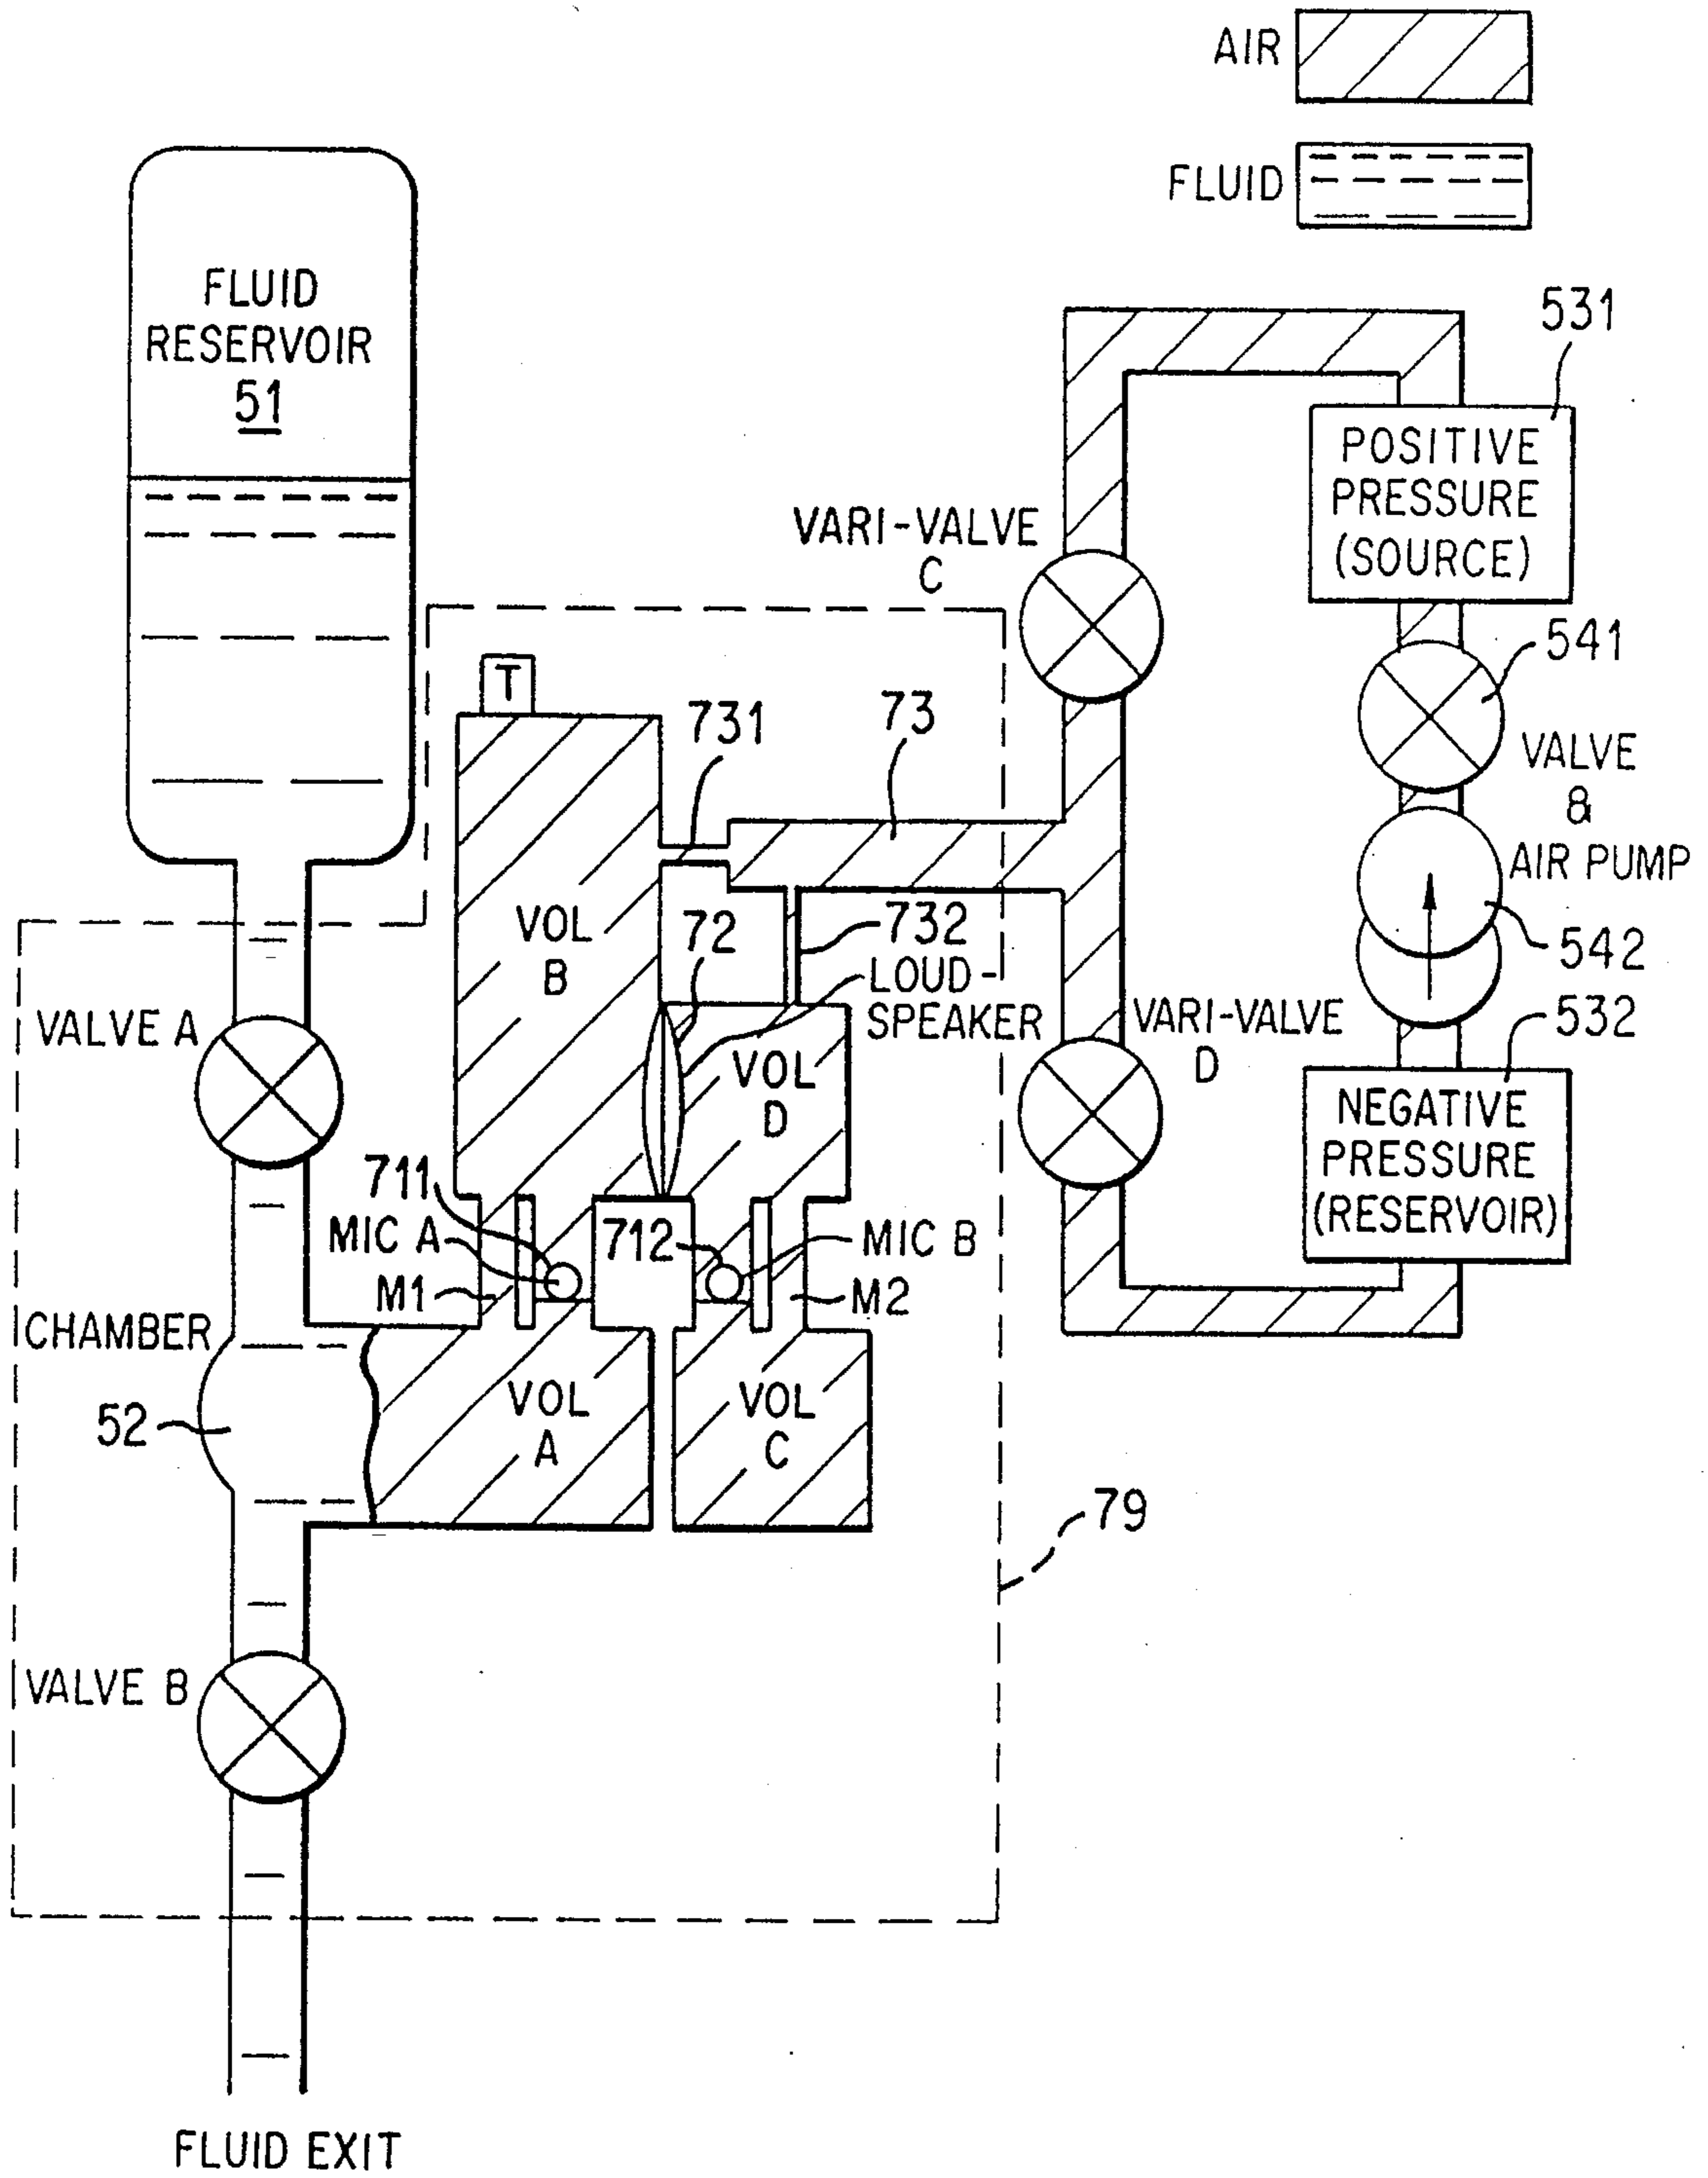 AIR
FLUID
FLUID
RESERVOIR
51
531
POSITIVE
PRESSURE
(SOURCE)
VARI-VALVE
C
541
T
731
73
VALVE
&
AIR PUMP
VOL
B
72
732
LOUD-
SPEAKER
542
VALVE A
VARI-VALVE
D
532
VOL
D
NEGATIVE
PRESSURE
(RESERVOIR)
711
MIC A
712
MIC B
M1
M2
CHAMBER
52
VOL
A
VOL
C
79
VALVE B
FLUID EXIT